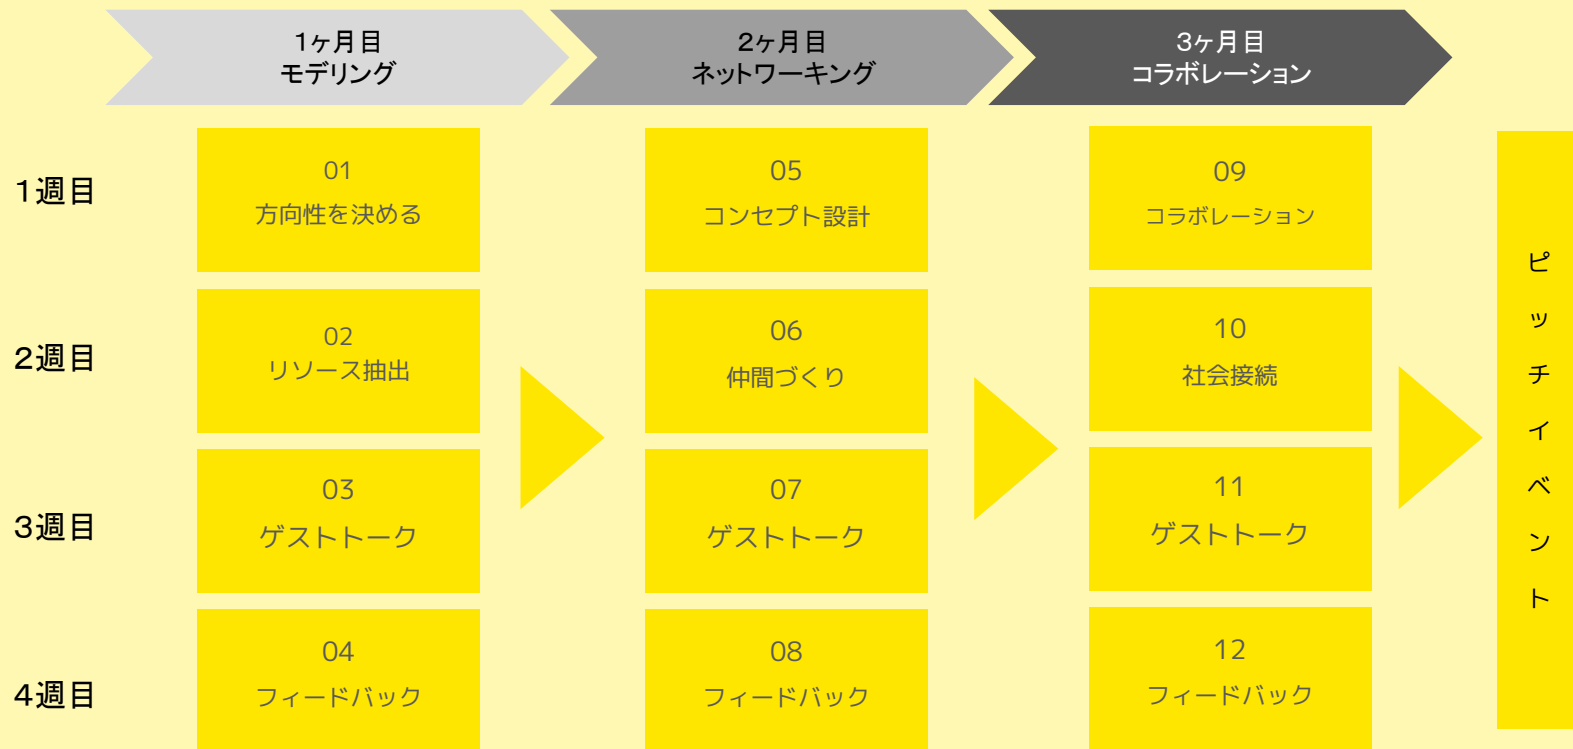 1ヶ月目
モデリング
2ヶ月目
ネットワーキング
3ヶ月目
コラボレーション
1週目
01
方向性を決める
05
コンセプト設計
09
コラボレーション
2週目
02
リソース抽出
06
仲間づくり
10
社会接続
3週目
03
ゲストトーク
07
ゲストトーク
11
ゲストトーク
4週目
04
フィードバック
08
フィードバック
12
フィードバック
ピッチイベント